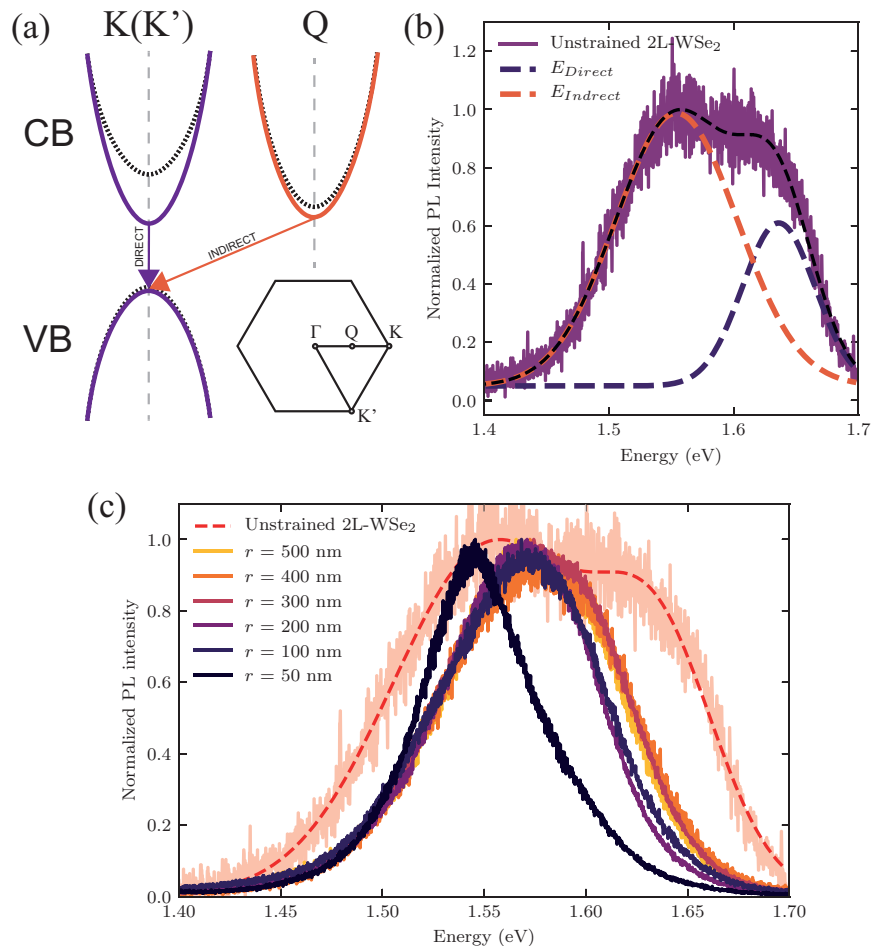 (a)
K(K’)
Q
CB
DIRECT
INDIRECT
VB
Γ
Q
K
K’
(b)
Unstrained 2L-WSe₂
E_Direct
E_Indrect
1.2
1.0
0.8
0.6
0.4
0.2
0.0
Normalized PL Intensity
1.4
1.5
1.6
1.7
Energy (eV)
(c)
Unstrained 2L-WSe₂
r = 500 nm
r = 400 nm
r = 300 nm
r = 200 nm
r = 100 nm
r = 50 nm
1.0
0.8
0.6
0.4
0.2
0.0
Normalized PL intensity
1.40
1.45
1.50
1.55
1.60
1.65
1.70
Energy (eV)